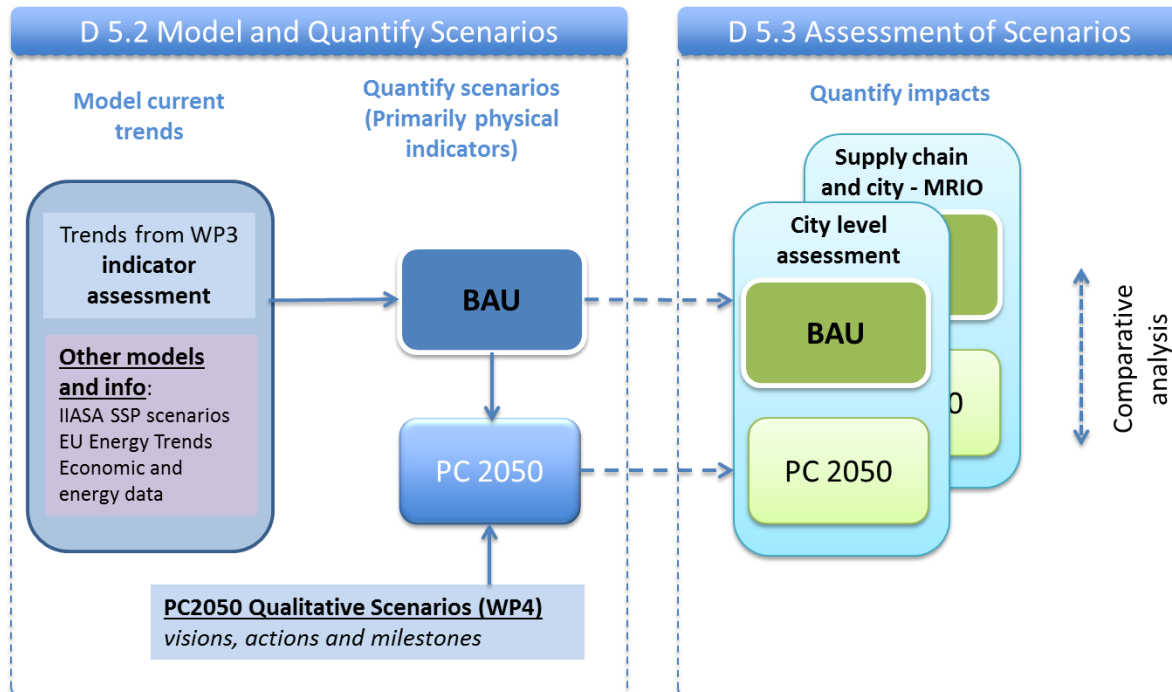 D 5.2 Model and Quantify Scenarios
Model current
trends
Quantify scenarios
(Primarily physical
indicators)
Trends from WP3
indicator
assessment
Other models
and info:
IIASA SSP scenarios
EU Energy Trends
Economic and
energy data
BAU
PC 2050
PC2050 Qualitative Scenarios (WP4)
visions, actions and milestones
D 5.3 Assessment of Scenarios
Quantify impacts
Supply chain
and city - MRIO
City level
assessment
BAU
PC 2050
0
Comparative
analysis